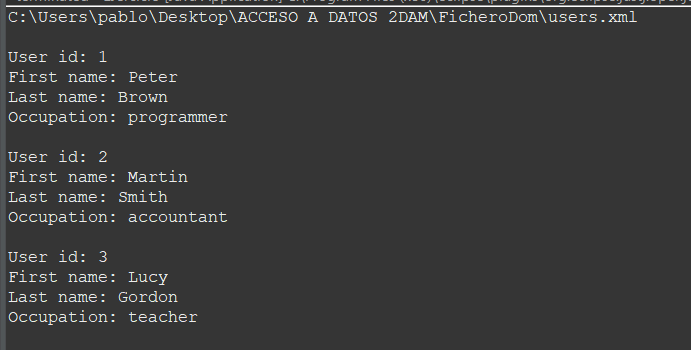 C:\Users\pablo\Desktop\ACCESO A DATOS 2DAM\FicheroDom\users.xml
User id: 1
First name: Peter
Last name: Brown
Occupation: programmer
User id: 2
First name: Martin
Last name: Smith
Occupation: accountant
User id: 3
First name: Lucy
Last name: Gordon
Occupation: teacher